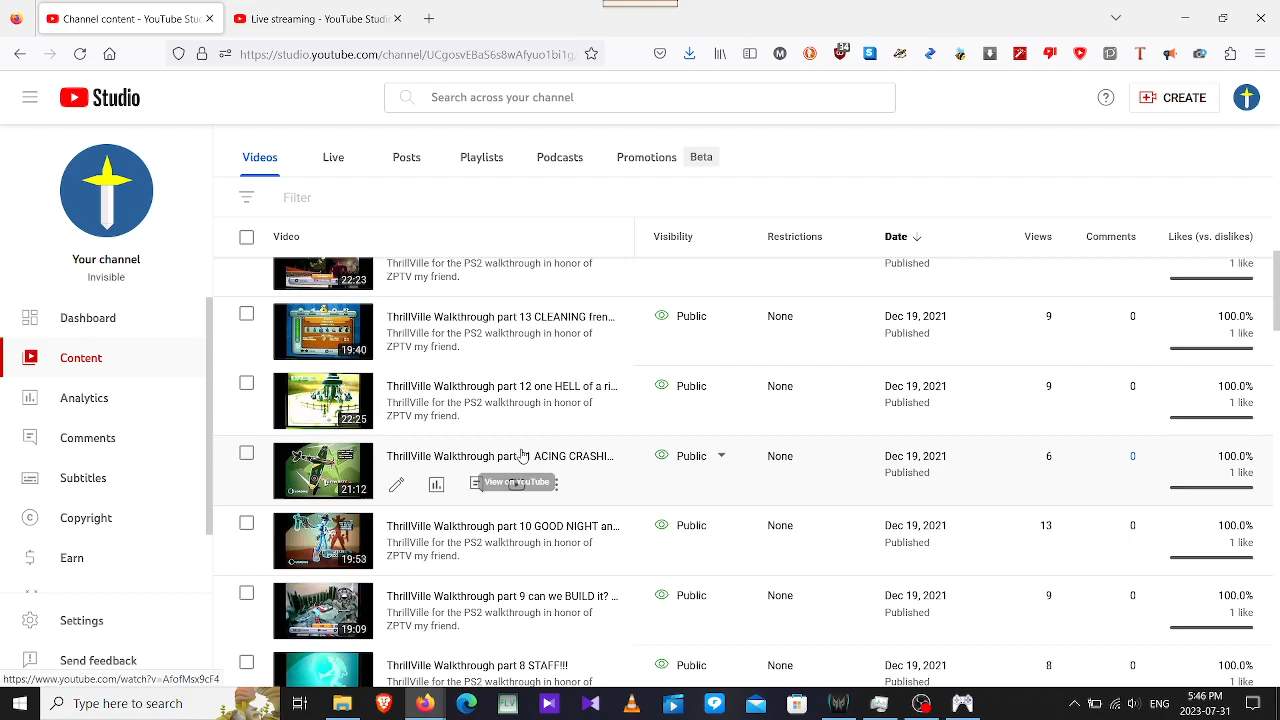 Channel content - YouTube Stud
Live streaming - YouTube Studio
https://studio.youtube.com/channel/
34
Studio
Search across your channel
CREATE
Your channel
Invisible
Dashboard
Content
Analytics
Comments
Subtitles
Copyright
Earn
Settings
Send feedback
Videos Live Posts Playlists Podcasts Promotions Beta
Filter
Video Visibility Restrictions Date Views Comments Likes (vs. dislikes)
22:23
ThrillVille for the PS2 walkthrough in honor of
ZPTV my friend.
Published
1 like
19:40
ThrillVille Walkthrough part 13 CLEANING fren...
ThrillVille for the PS2 walkthrough in honor of
ZPTV my friend.
Public None Dec 19, 2021 9 0 100.0%
Published
1 like
22:25
ThrillVille Walkthrough part 12 one HELL of a ri...
ThrillVille for the PS2 walkthrough in honor of
ZPTV my friend.
Public None Dec 19, 2021 9 0 100.0%
Published
1 like
21:12
ThrillVille Walkthrough part ACING CRASHI...
View on YouTube
Public None Dec 19, 2021 6 0 100.0%
Published
1 like
19:53
ThrillVille Walkthrough part 10 GOOD NIGHT an...
ThrillVille for the PS2 walkthrough in honor of
ZPTV my friend.
Public None Dec 19, 2021 13 0 100.0%
Published
1 like
19:09
ThrillVille Walkthrough part 9 can we BUILD it? ...
ThrillVille for the PS2 walkthrough in honor of
ZPTV my friend.
Public None Dec 19, 2021 9 0 100.0%
Published
1 like
ThrillVille Walkthrough part 8 STAFF!!!
Public None Dec 19, 2021 8 0 100.0%
https://www.youtube.com/watch?v=AfofMsx9cF4
Type here to search
ENG
5:46 PM
2023-07-31